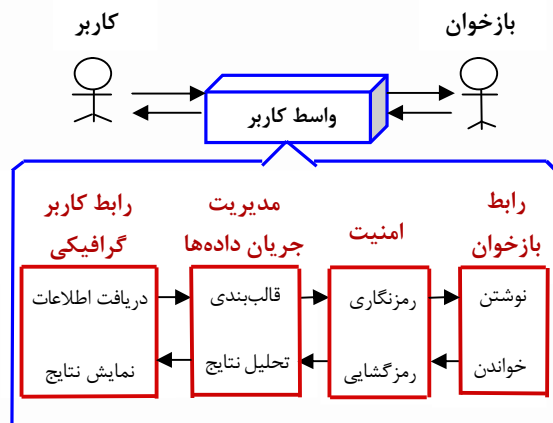 بازخوان
کاربر
واسط کاربر
رابط
بازخوان
امنیت
مدیریت
جریان داده‌ها
رابط کاربر
گرافیکی
نوشتن
خواندن
رمزنگاری
رمزگشایی
قالب‌بندی
تحلیل نتایج
دریافت اطلاعات
نمایش نتایج